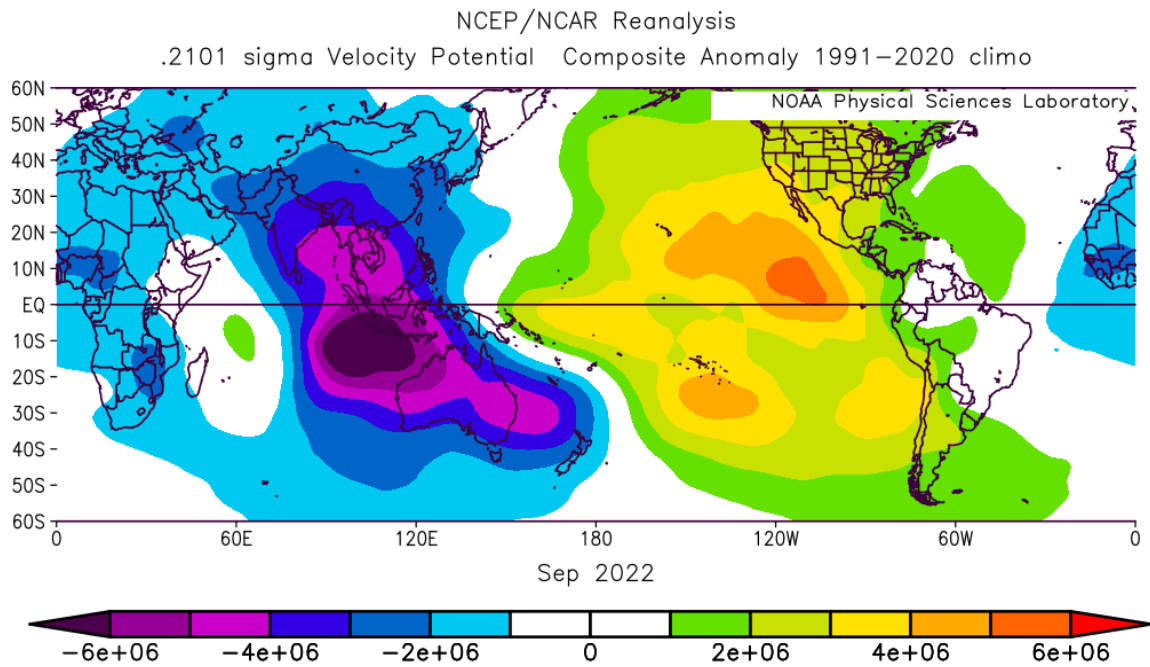 NCEP/NCAR Reanalysis
.2101 sigma Velocity Potential Composite Anomaly 1991-2020 climo
NOAA Physical Sciences Laboratory
60N
50N
40N
30N
20N
10N
EQ
10S
20S
30S
40S
50S
60S
0 60E 120E 180 120W 60W 0
Sep 2022
-6e+06 -4e+06 -2e+06 0 2e+06 4e+06 6e+06